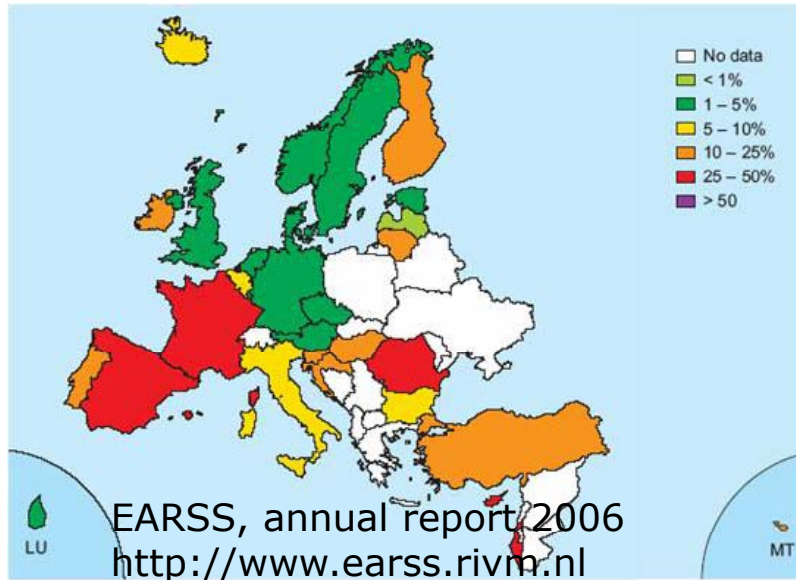 No data
< 1%
1 – 5%
5 – 10%
10 – 25%
25 – 50%
> 50
LU
EARSS, annual report 2006
http://www.earss.rivm.nl
MT